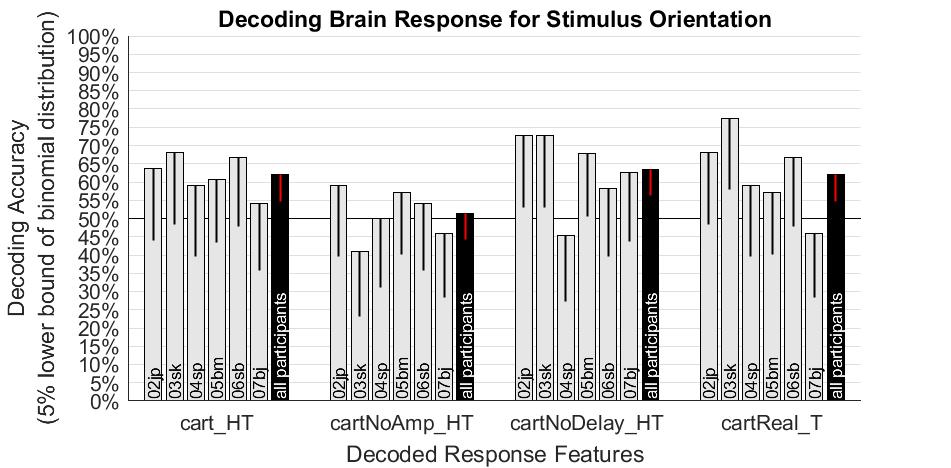 Decoding Brain Response for Stimulus Orientation
Decoding Accuracy
(5% lower bound of binomial distribution)
100%
95%
90%
85%
80%
75%
70%
65%
60%
55%
50%
45%
40%
35%
30%
25%
20%
15%
10%
5%
0%
02jp
03sk
04sp
05bm
06sb
07bj
all participants
02jp
03sk
04sp
05bm
06sb
07bj
all participants
02jp
03sk
04sp
05bm
06sb
07bj
all participants
02jp
03sk
04sp
05bm
06sb
07bj
all participants
cart_HT
cartNoAmp_HT
cartNoDelay_HT
cartReal_T
Decoded Response Features